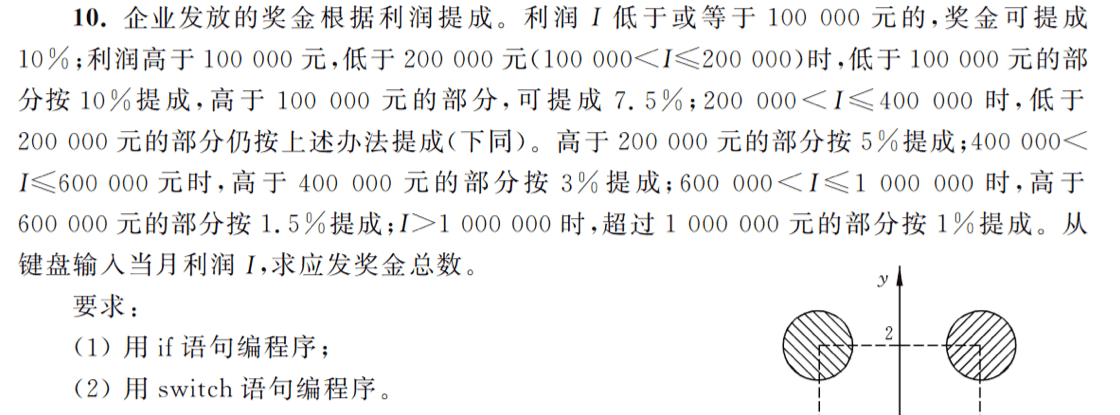 10. 企业发放的奖金根据利润提成。利润 I 低于或等于 100 000 元的,奖金可提成
10%;利润高于 100 000 元,低于 200 000 元(100 000<I≤200 000)时,低于 100 000 元的部
分按 10%提成,高于 100 000 元的部分,可提成 7.5%;200 000<I≤400 000 时,低于
200 000 元的部分仍按上述办法提成(下同)。高于 200 000 元的部分按 5%提成;400 000<
I≤600 000 元时,高于 400 000 元的部分按 3%提成;600 000<I≤1 000 000 时,高于
600 000 元的部分按 1.5%提成;I>1 000 000 时,超过 1 000 000 元的部分按 1%提成。从
键盘输入当月利润 I,求应发奖金总数。
要求:
(1) 用 if 语句编程序;
(2) 用 switch 语句编程序。
y
2